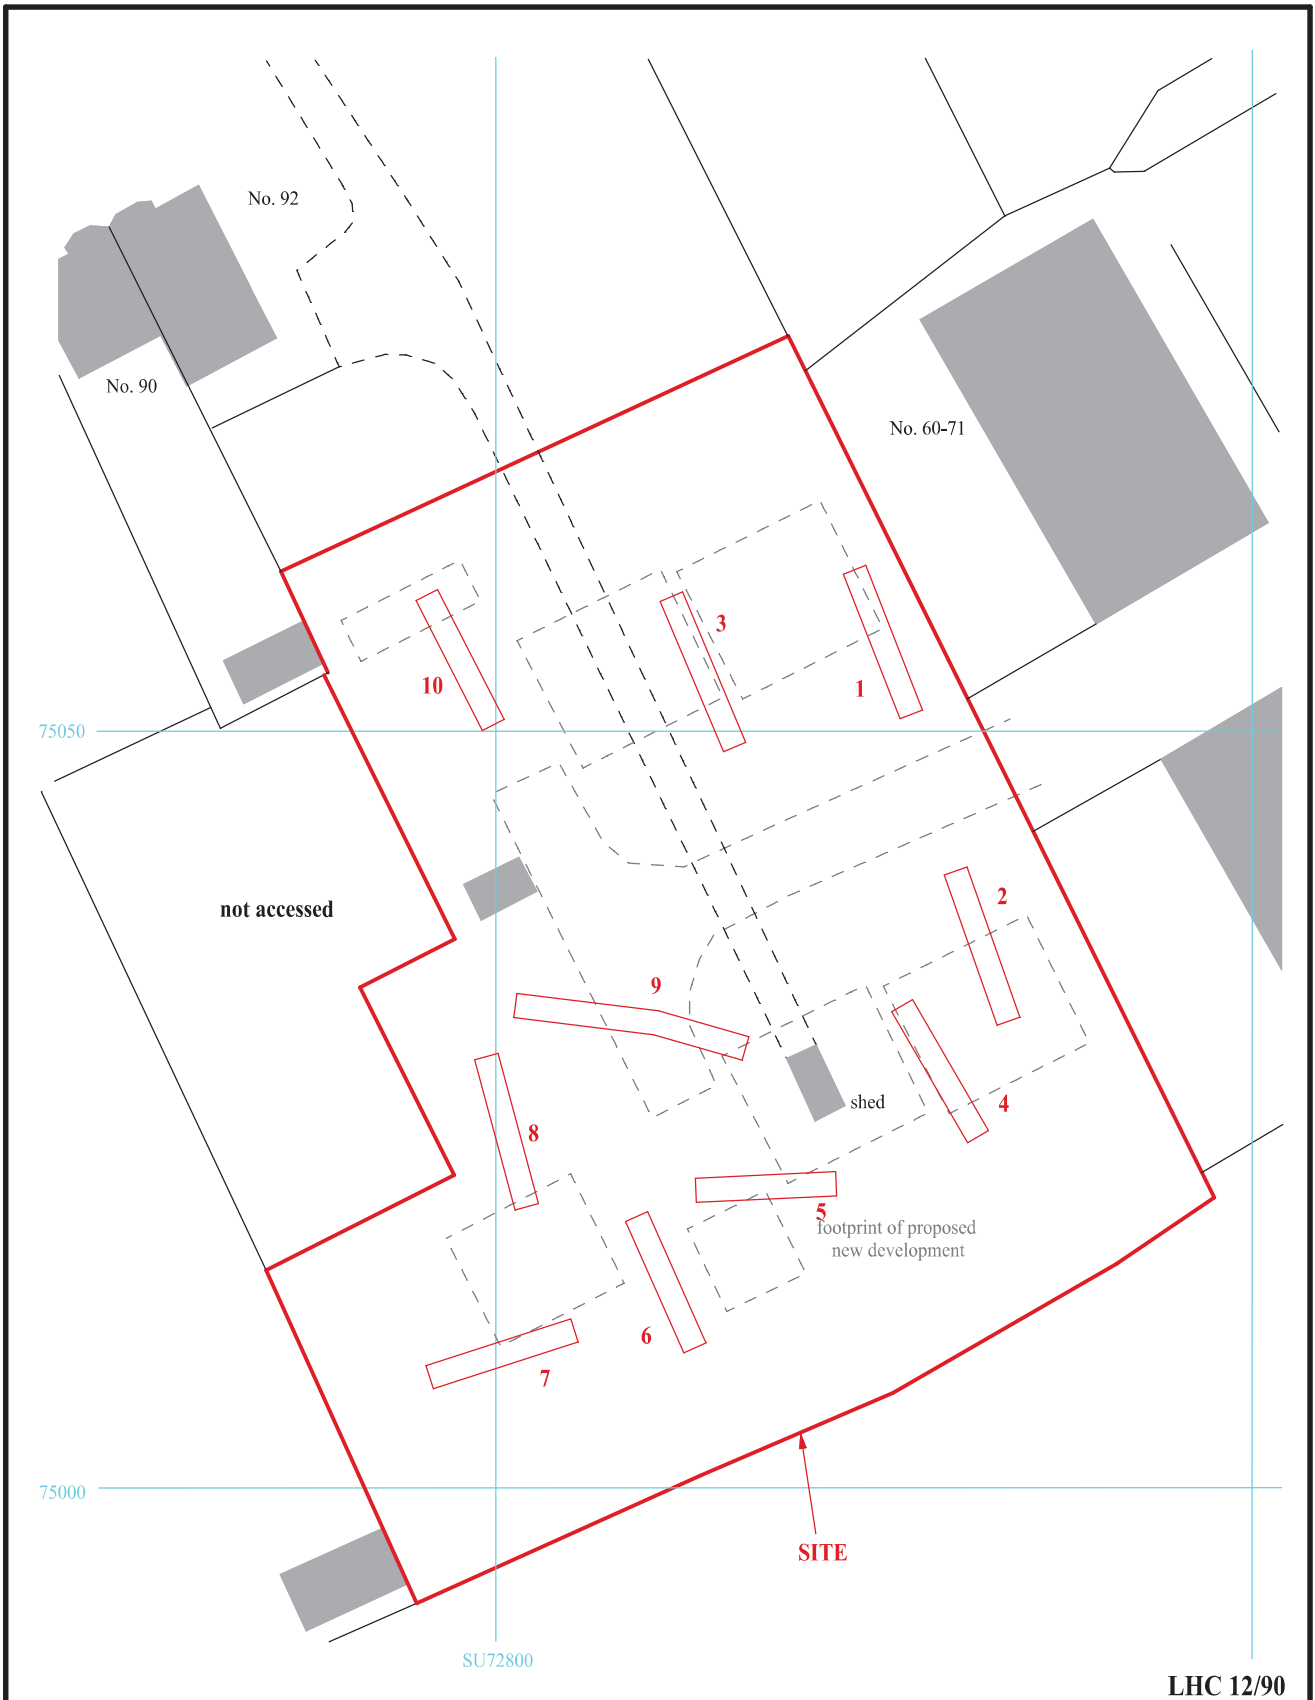 No. 92
No. 90
No. 60-71
3
10
1
75050
not accessed
2
9
shed
4
8
5
footprint of proposed
new development
6
7
75000
SITE
SU72800
LHC 12/90